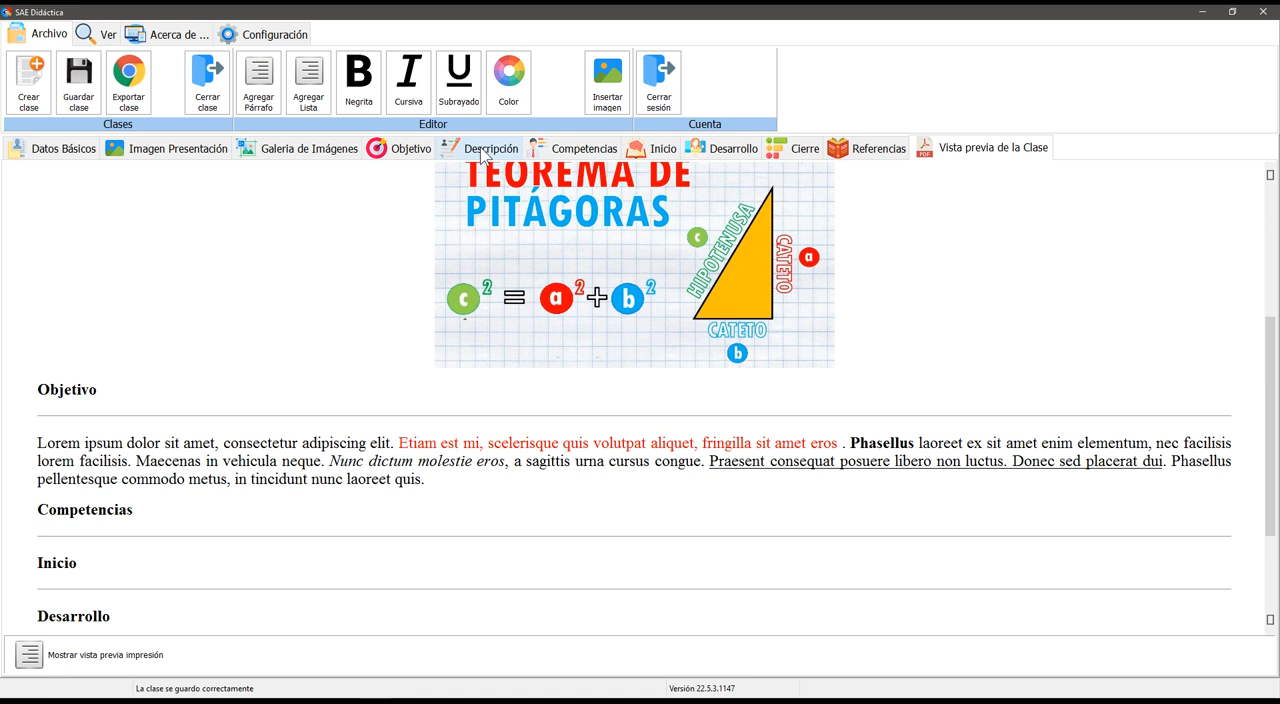 SAE Didáctica
Archivo Ver Acerca de ... Configuración
Crear clase
Guardar clase
Exportar clase
Cerrar clase
Agregar Párrafo
Agregar Lista
B Negrita
I Cursiva
U Subrayado
Color
Insertar imagen
Cerrar sesión
Clases Editor Cuenta
Datos Básicos Imagen Presentación Galeria de Imágenes Objetivo Descripción Competencias Inicio Desarrollo Cierre Referencias PDF Vista previa de la Clase
TEOREMA DE
PITÁGORAS
c² = a² + b²
c HIPOTENUSA
CATETO a
CATETO
b
Objetivo
Lorem ipsum dolor sit amet, consectetur adipiscing elit. Etiam est mi, scelerisque quis volutpat aliquet, fringilla sit amet eros . Phasellus laoreet ex sit amet enim elementum, nec facilisis
lorem facilisis. Maecenas in vehicula neque. Nunc dictum molestie eros, a sagittis urna cursus congue. Praesent consequat posuere libero non luctus. Donec sed placerat dui. Phasellus
pellentesque commodo metus, in tincidunt nunc laoreet quis.
Competencias
Inicio
Desarrollo
Mostrar vista previa impresión
La clase se guardo correctamente Versión 22.5.3.1147